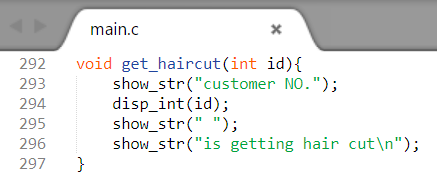 main.c
292 void get_haircut(int id){
293 show_str("customer NO.");
294 disp_int(id);
295 show_str(" ");
296 show_str("is getting hair cut\n");
297 }